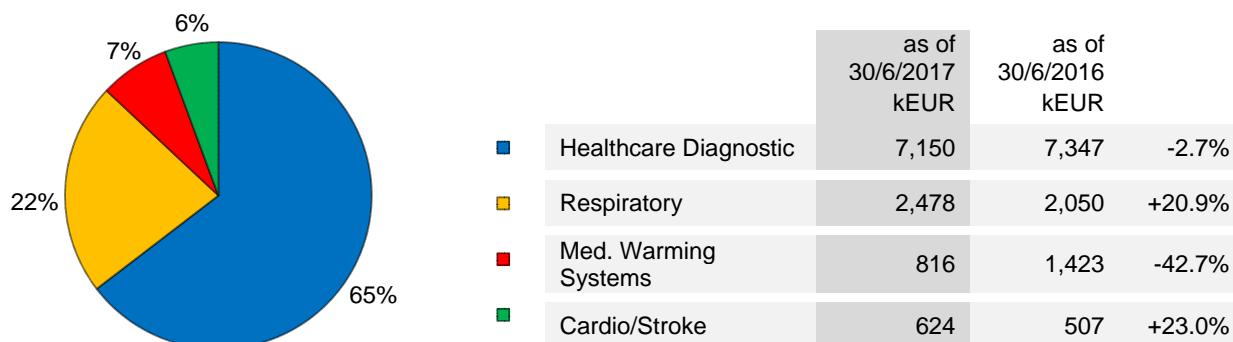 6%
7%
22%
65%
as of as of
30/6/2017 30/6/2016
kEUR kEUR
Healthcare Diagnostic 7,150 7,347 -2.7%
Respiratory 2,478 2,050 +20.9%
Med. Warming
Systems 816 1,423 -42.7%
Cardio/Stroke 624 507 +23.0%